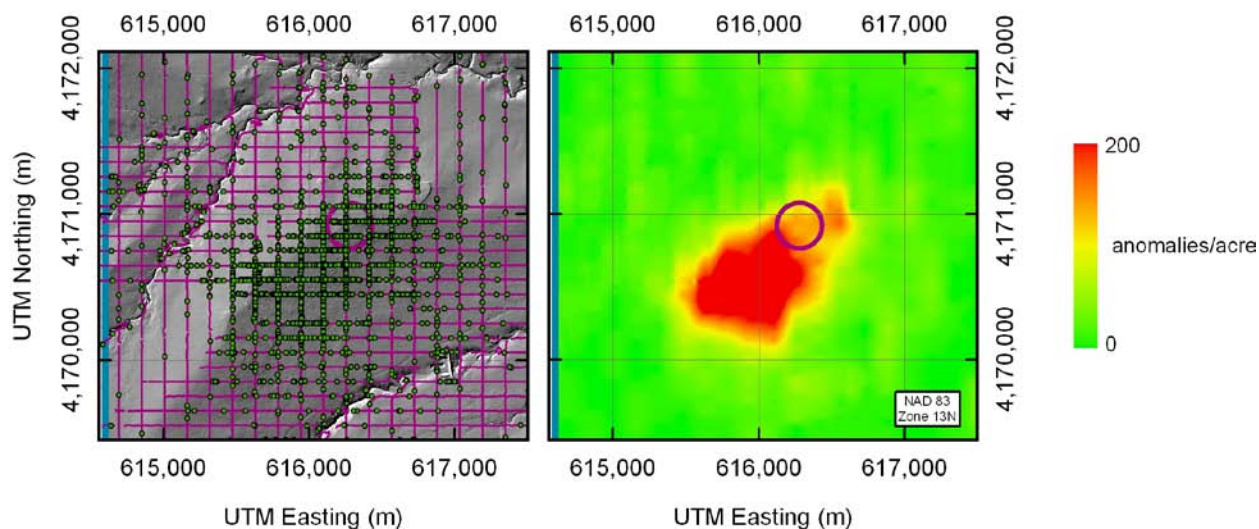 615,000 616,000 617,000
615,000 616,000 617,000
UTM Northing (m)
4,172,000
4,171,000
4,170,000
4,172,000
4,171,000
4,170,000
200
anomalies/acre
0
NAD 83
Zone 13N
615,000 616,000 617,000
615,000 616,000 617,000
UTM Easting (m)
UTM Easting (m)